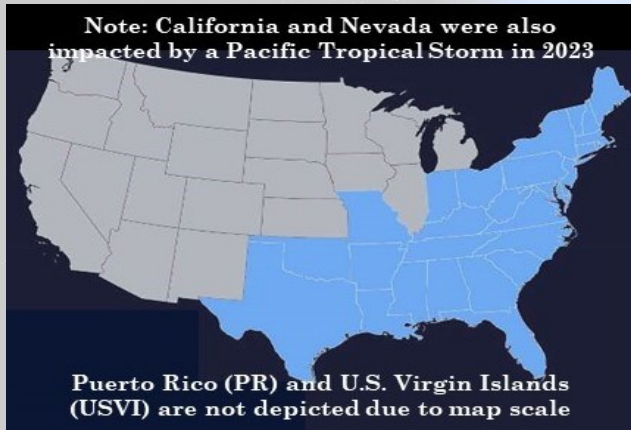 Note: California and Nevada were also
impacted by a Pacific Tropical Storm in 2023
Puerto Rico (PR) and U.S. Virgin Islands
(USVI) are not depicted due to map scale